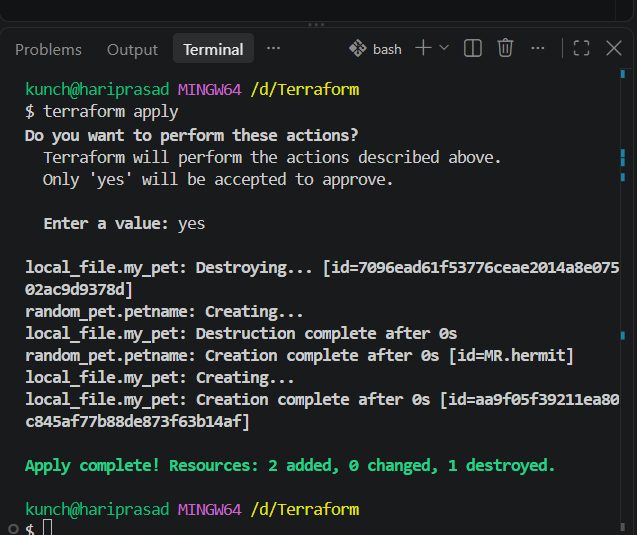 Problems Output Terminal ··· bash ···
kunch@hariprasad MINGW64 /d/Terraform
$ terraform apply
Do you want to perform these actions?
Terraform will perform the actions described above.
Only 'yes' will be accepted to approve.
Enter a value: yes
local_file.my_pet: Destroying... [id=7096ead61f53776ceae2014a8e075
02ac9d9378d]
random_pet.petname: Creating...
local_file.my_pet: Destruction complete after 0s
random_pet.petname: Creation complete after 0s [id=MR.hermit]
local_file.my_pet: Creating...
local_file.my_pet: Creation complete after 0s [id=aa9f05f39211ea80
c845af77b88de873f63b14af]
Apply complete! Resources: 2 added, 0 changed, 1 destroyed.
kunch@hariprasad MINGW64 /d/Terraform
$